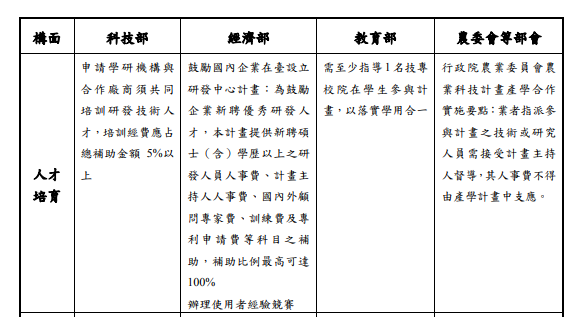 構面
科技部
經濟部
教育部
農委會等部會
人才
培育
申請學研機構與
合作廠商須共同
培訓研發技術人
才，培訓經費應占
總補助金額 5%以
上
鼓勵國內企業在臺設立
研發中心計畫：為鼓勵
企業新聘優秀研發人
才，本計畫提供新聘碩
士（含）學歷以上之研
發人員人事費、計畫主
持人人事費、國內外顧
問專家費、訓練費及專
利申請費等科目之補
助，補助比例最高可達
100%
辦理使用者經驗競賽
需至少指導 1 名技專
校院在學生參與計
畫，以落實學用合一
行政院農業委員會農
業科技計畫產學合作
實施要點：業者指派參
與計畫之技術或研究
人員需接受計畫主持
人督導，其人事費不得
由產學計畫中支應。